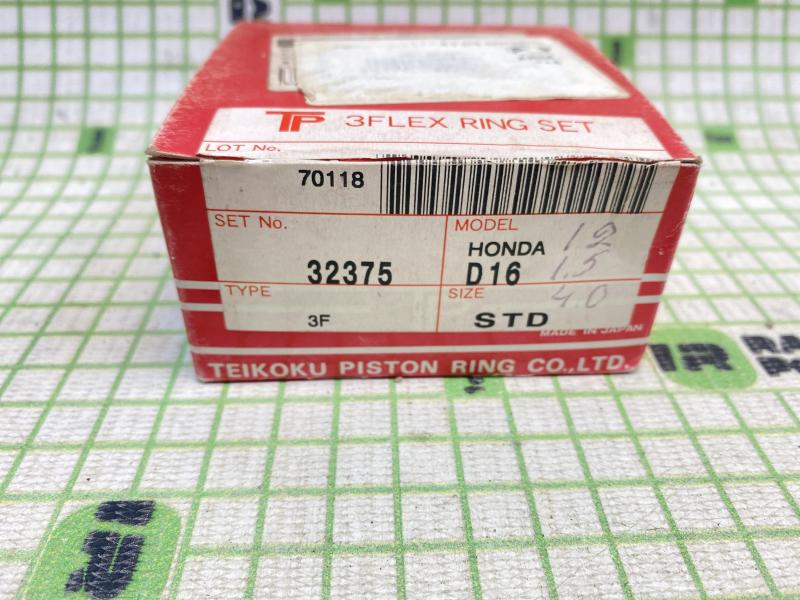 TP 3FLEX RING SET
LOT No.
70118
SET No.
32375
MODEL
HONDA
D16
1.2
1.5
4.0
TYPE
3F
SIZE
STD
MADE IN JAPAN
TEIKOKU PISTON RING CO.,LTD.